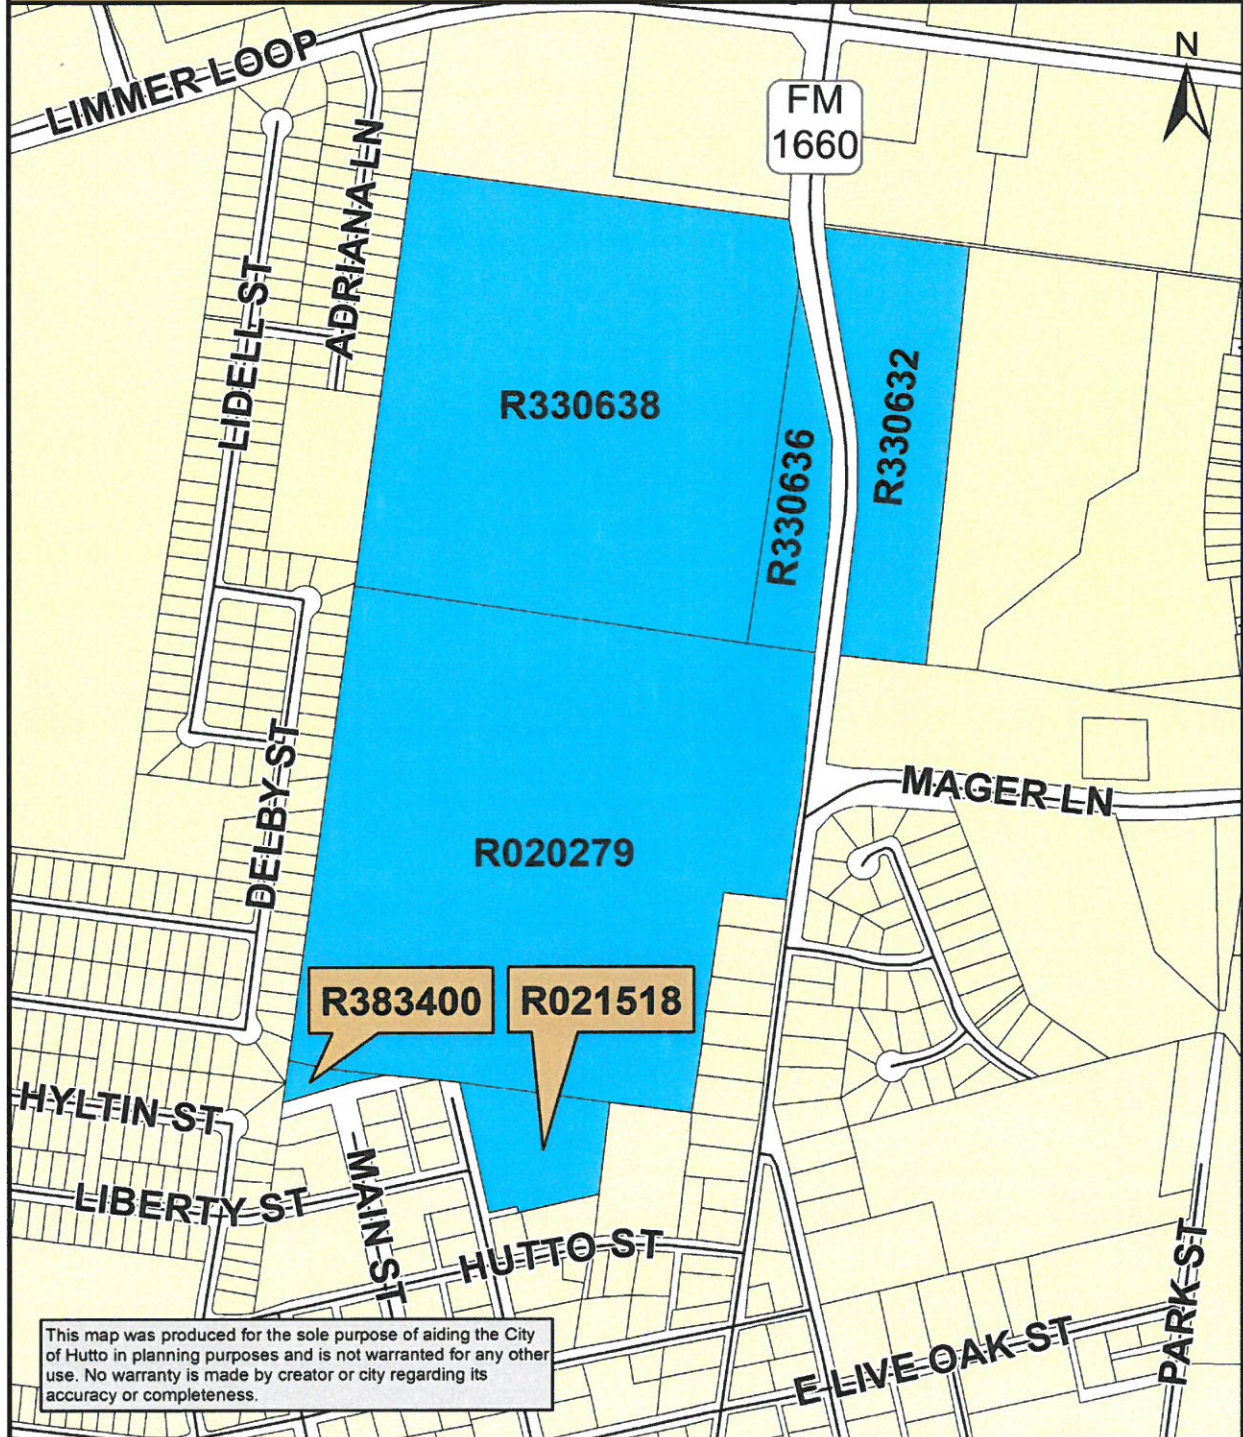 LIMMER LOOP
N
FM
1660
ADRIANA LN
LIDELL ST
R330638
R330636
R330632
DELBY ST
MAGER LN
R020279
R383400
R021518
HYLTIN ST
LIBERTY ST
MAIN ST
HUTTO ST
PARK ST
E LIVE OAK ST
This map was produced for the sole purpose of aiding the City
of Hutto in planning purposes and is not warranted for any other
use. No warranty is made by creator or city regarding its
accuracy or completeness.